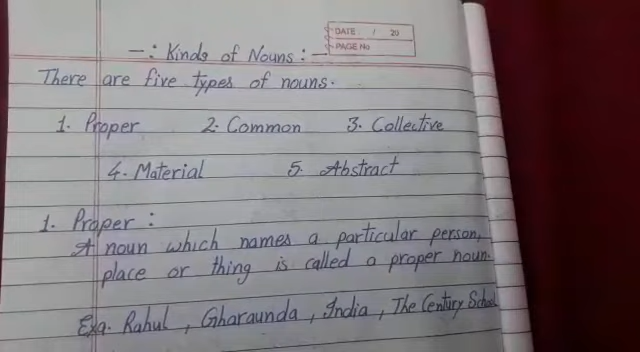 DATE / 20
PAGE No
-: Kinds of Nouns :-
There are five types of nouns.
1. Proper 2. Common 3. Collective
4. Material 5. Abstract
1. Proper :
A noun which names a particular person,
place or thing is called a proper noun.
Exa. Rahul, Gharaunda, India, The Century School